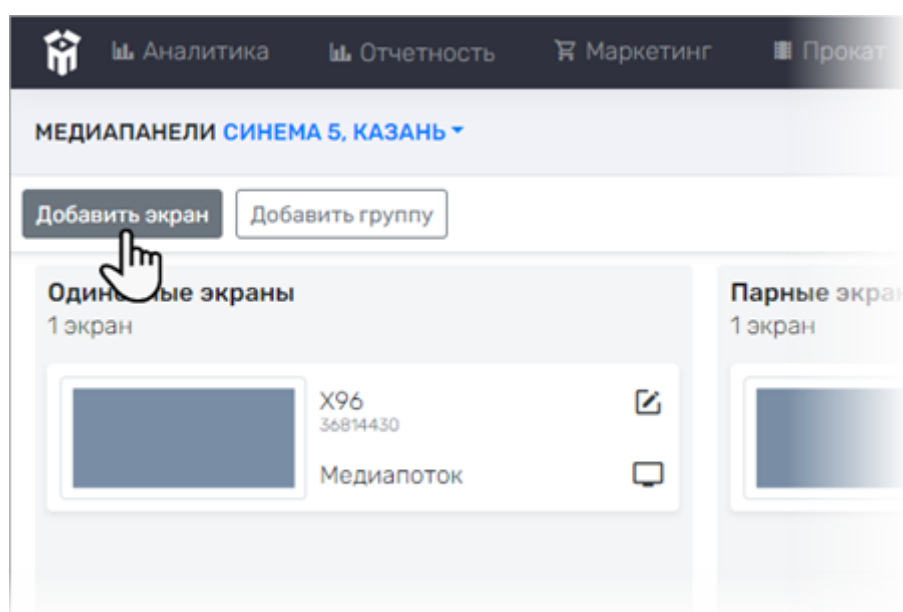 Аналитика Отчетность Маркетинг Прокат
МЕДИАПАНЕЛИ СИНЕМА 5, КАЗАНЬ
Добавить экран Добавить группу
экраны Парные
1 экран 1 экран
X96
36814430
Медиапоток